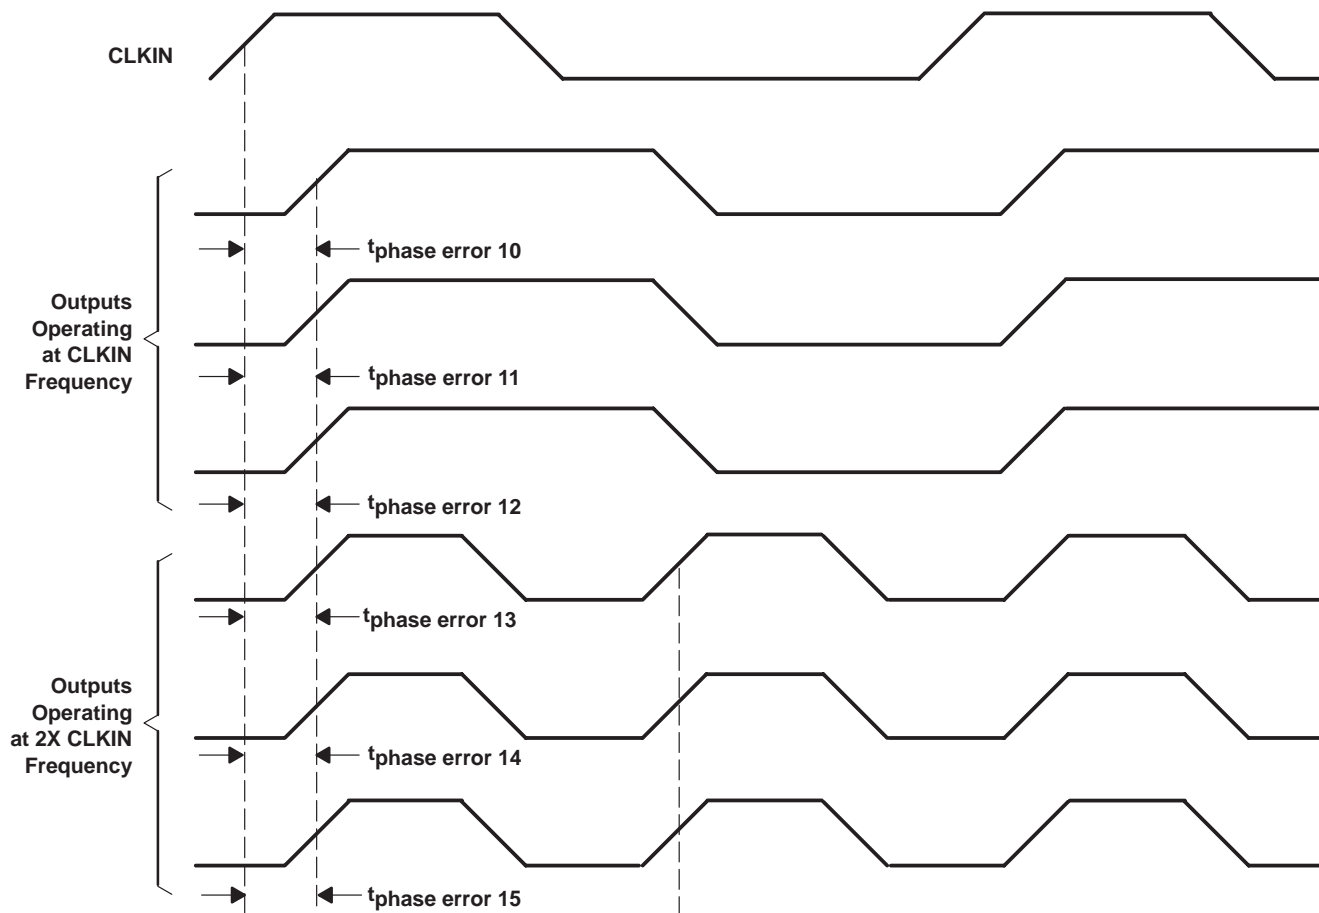 CLKIN
tphase error 10
Outputs
Operating
at CLKIN
Frequency
tphase error 11
tphase error 12
tphase error 13
Outputs
Operating
at 2X CLKIN
Frequency
tphase error 14
tphase error 15